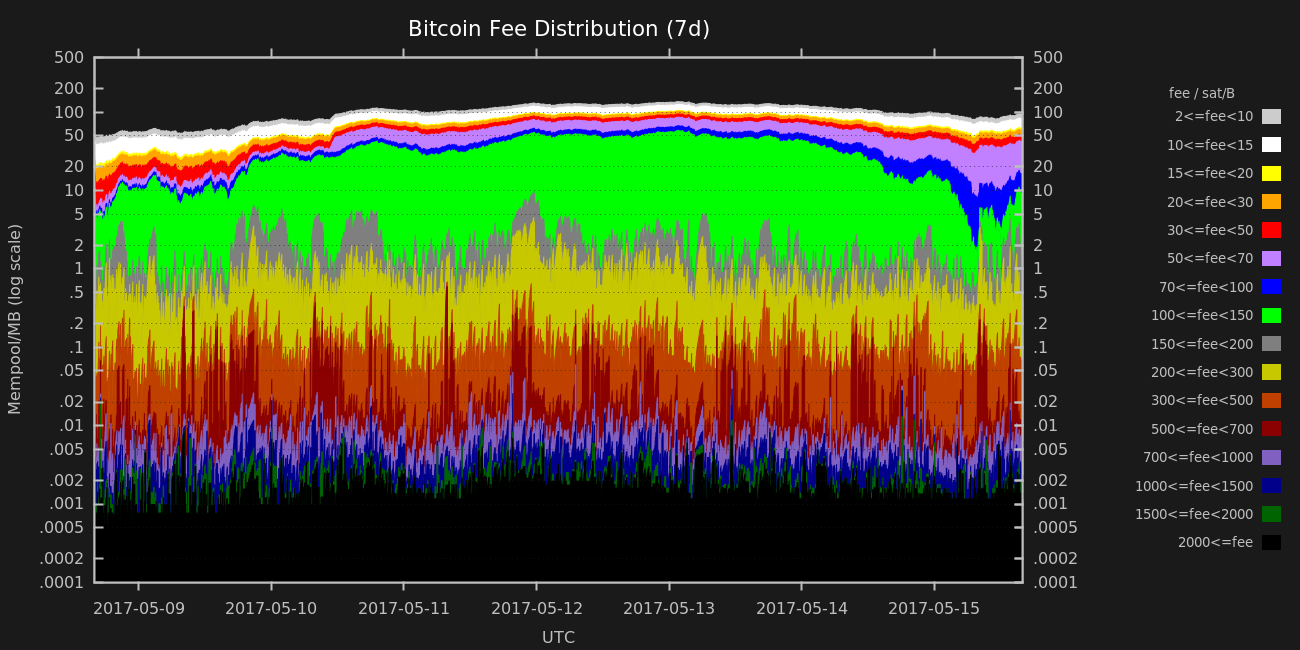 Bitcoin Fee Distribution (7d)
Mempool/MB (log scale)
500
200
100
50
20
10
5
2
1
.5
.2
.1
.05
.02
.01
.005
.002
.001
.0005
.0002
.0001
500
200
100
50
20
10
5
2
1
.5
.2
.1
.05
.02
.01
.005
.002
.001
.0005
.0002
.0001
2017-05-09 2017-05-10 2017-05-11 2017-05-12 2017-05-13 2017-05-14 2017-05-15
UTC
fee / sat/B
2<=fee<10
10<=fee<15
15<=fee<20
20<=fee<30
30<=fee<50
50<=fee<70
70<=fee<100
100<=fee<150
150<=fee<200
200<=fee<300
300<=fee<500
500<=fee<700
700<=fee<1000
1000<=fee<1500
1500<=fee<2000
2000<=fee